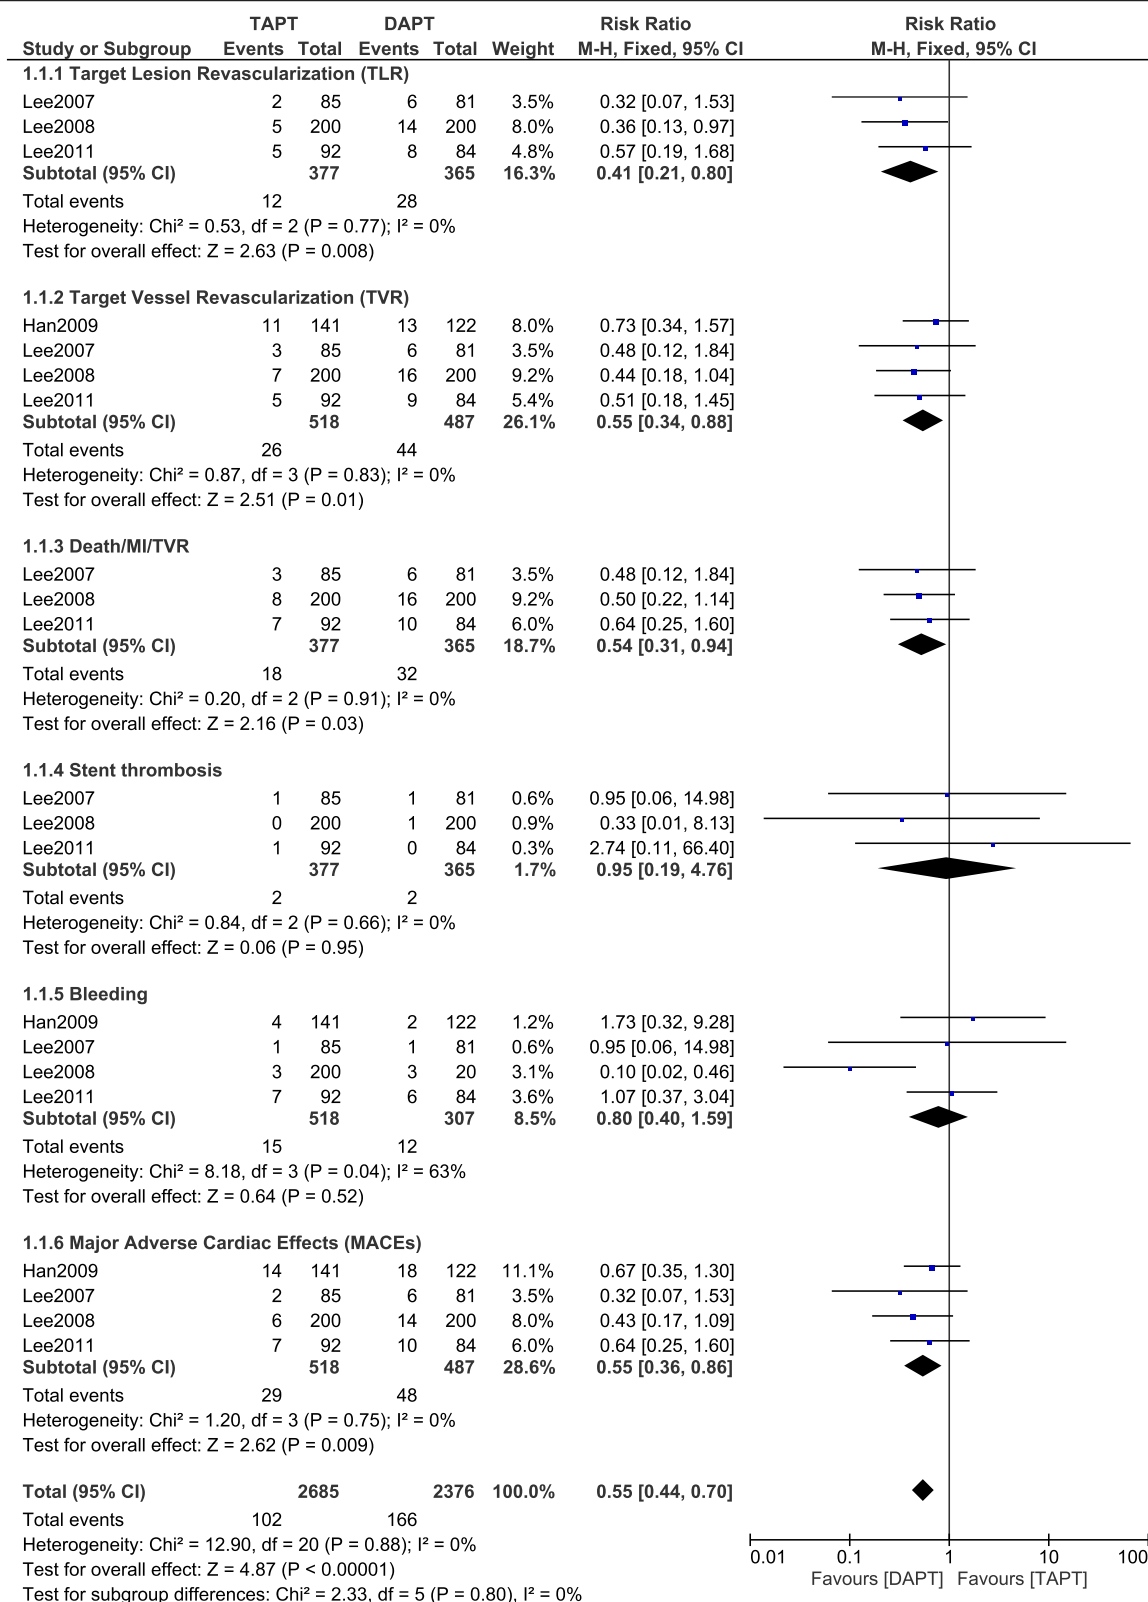 TAPT DAPT Risk Ratio Risk Ratio
Study or Subgroup Events Total Events Total Weight M-H, Fixed, 95% CI M-H, Fixed, 95% CI
1.1.1 Target Lesion Revascularization (TLR)
Lee2007 2 85 6 81 3.5% 0.32 [0.07, 1.53]
Lee2008 5 200 14 200 8.0% 0.36 [0.13, 0.97]
Lee2011 5 92 8 84 4.8% 0.57 [0.19, 1.68]
Subtotal (95% CI) 377 365 16.3% 0.41 [0.21, 0.80]
Total events 12 28
Heterogeneity: Chi² = 0.53, df = 2 (P = 0.77); I² = 0%
Test for overall effect: Z = 2.63 (P = 0.008)
1.1.2 Target Vessel Revascularization (TVR)
Han2009 11 141 13 122 8.0% 0.73 [0.34, 1.57]
Lee2007 3 85 6 81 3.5% 0.48 [0.12, 1.84]
Lee2008 7 200 16 200 9.2% 0.44 [0.18, 1.04]
Lee2011 5 92 9 84 5.4% 0.51 [0.18, 1.45]
Subtotal (95% CI) 518 487 26.1% 0.55 [0.34, 0.88]
Total events 26 44
Heterogeneity: Chi² = 0.87, df = 3 (P = 0.83); I² = 0%
Test for overall effect: Z = 2.51 (P = 0.01)
1.1.3 Death/MI/TVR
Lee2007 3 85 6 81 3.5% 0.48 [0.12, 1.84]
Lee2008 8 200 16 200 9.2% 0.50 [0.22, 1.14]
Lee2011 7 92 10 84 6.0% 0.64 [0.25, 1.60]
Subtotal (95% CI) 377 365 18.7% 0.54 [0.31, 0.94]
Total events 18 32
Heterogeneity: Chi² = 0.20, df = 2 (P = 0.91); I² = 0%
Test for overall effect: Z = 2.16 (P = 0.03)
1.1.4 Stent thrombosis
Lee2007 1 85 1 81 0.6% 0.95 [0.06, 14.98]
Lee2008 0 200 1 200 0.9% 0.33 [0.01, 8.13]
Lee2011 1 92 0 84 0.3% 2.74 [0.11, 66.40]
Subtotal (95% CI) 377 365 1.7% 0.95 [0.19, 4.76]
Total events 2 2
Heterogeneity: Chi² = 0.84, df = 2 (P = 0.66); I² = 0%
Test for overall effect: Z = 0.06 (P = 0.95)
1.1.5 Bleeding
Han2009 4 141 2 122 1.2% 1.73 [0.32, 9.28]
Lee2007 1 85 1 81 0.6% 0.95 [0.06, 14.98]
Lee2008 3 200 3 20 3.1% 0.10 [0.02, 0.46]
Lee2011 7 92 6 84 3.6% 1.07 [0.37, 3.04]
Subtotal (95% CI) 518 307 8.5% 0.80 [0.40, 1.59]
Total events 15 12
Heterogeneity: Chi² = 8.18, df = 3 (P = 0.04); I² = 63%
Test for overall effect: Z = 0.64 (P = 0.52)
1.1.6 Major Adverse Cardiac Effects (MACEs)
Han2009 14 141 18 122 11.1% 0.67 [0.35, 1.30]
Lee2007 2 85 6 81 3.5% 0.32 [0.07, 1.53]
Lee2008 6 200 14 200 8.0% 0.43 [0.17, 1.09]
Lee2011 7 92 10 84 6.0% 0.64 [0.25, 1.60]
Subtotal (95% CI) 518 487 28.6% 0.55 [0.36, 0.86]
Total events 29 48
Heterogeneity: Chi² = 1.20, df = 3 (P = 0.75); I² = 0%
Test for overall effect: Z = 2.62 (P = 0.009)
Total (95% CI) 2685 2376 100.0% 0.55 [0.44, 0.70]
Total events 102 166
Heterogeneity: Chi² = 12.90, df = 20 (P = 0.88); I² = 0%
Test for overall effect: Z = 4.87 (P < 0.00001)
Test for subgroup differences: Chi² = 2.33, df = 5 (P = 0.80), I² = 0%
0.01 0.1 1 10 100
Favours [DAPT] Favours [TAPT]